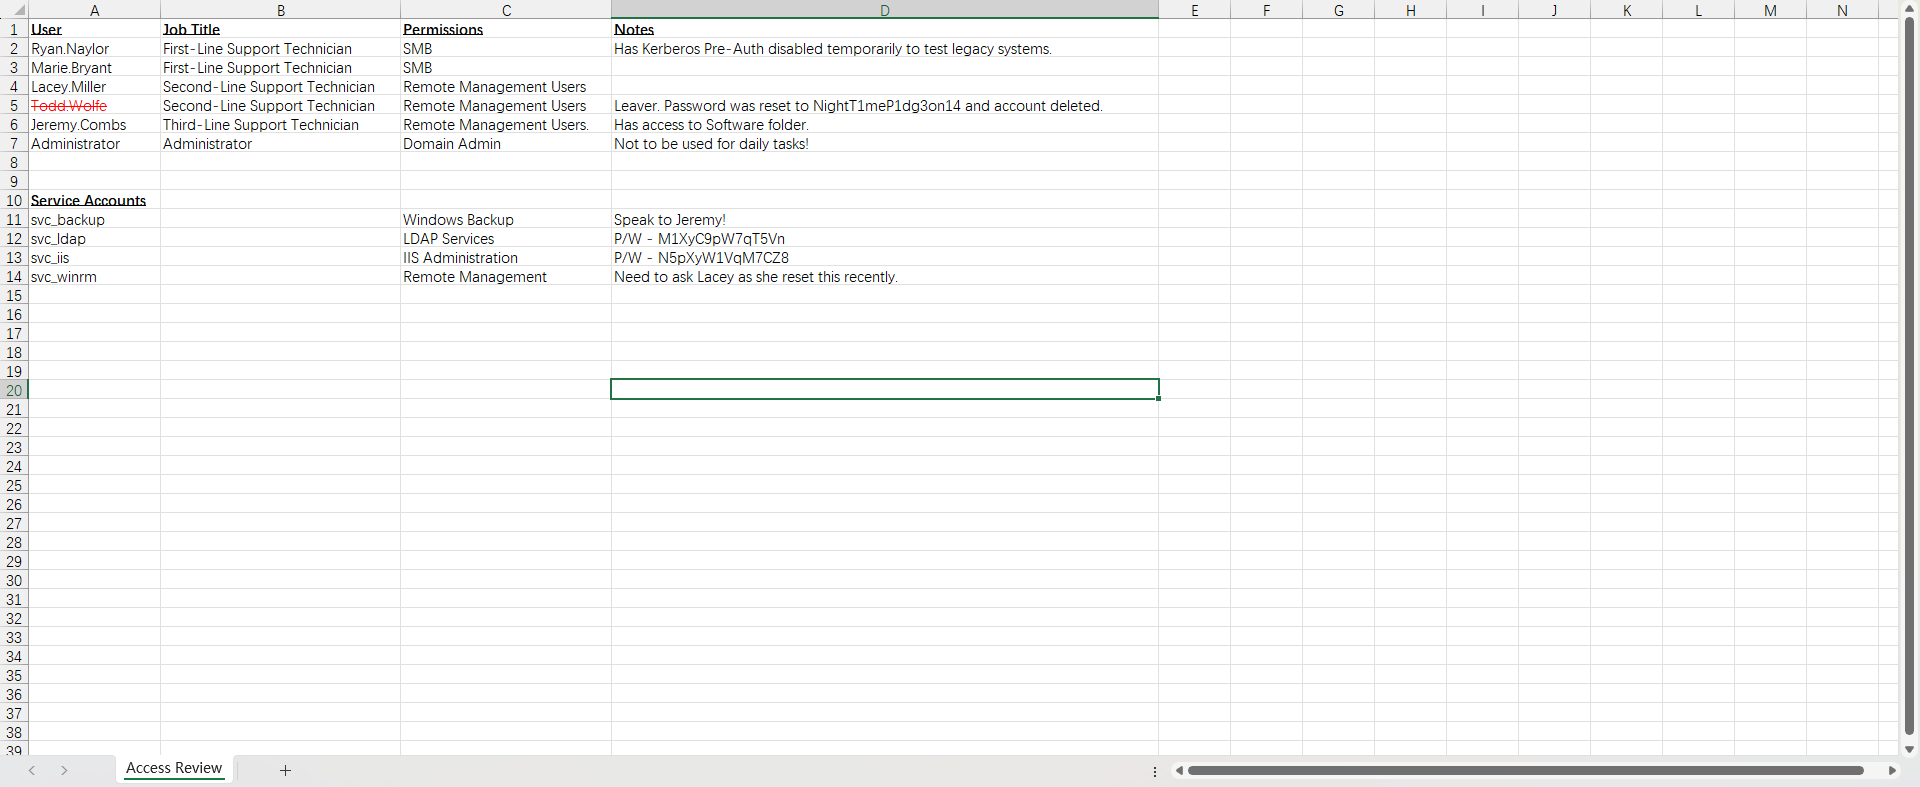 A B C D E F G H I J K L M N
1 User Job Title Permissions Notes
2 Ryan.Naylor First-Line Support Technician SMB Has Kerberos Pre-Auth disabled temporarily to test legacy systems.
3 Marie.Bryant First-Line Support Technician SMB
4 Lacey.Miller Second-Line Support Technician Remote Management Users
5 Todd.Wolfe Second-Line Support Technician Remote Management Users Leaver. Password was reset to NightT1meP1dg3on14 and account deleted.
6 Jeremy.Combs Third-Line Support Technician Remote Management Users. Has access to Software folder.
7 Administrator Administrator Domain Admin Not to be used for daily tasks!
8
9
10 Service Accounts
11 svc_backup Windows Backup Speak to Jeremy!
12 svc_ldap LDAP Services P/W - M1XyC9pW7qT5Vn
13 svc_iis IIS Administration P/W - N5pXyW1VqM7CZ8
14 svc_winrm Remote Management Need to ask Lacey as she reset this recently.
15
16
17
18
19
20
21
22
23
24
25
26
27
28
29
30
31
32
33
34
35
36
37
38
39
Access Review